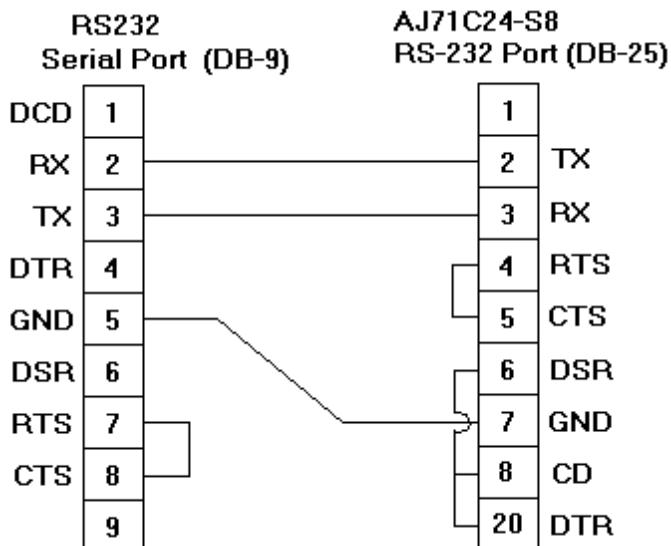 RS232
Serial Port (DB-9)
AJ71C24-S8
RS-232 Port (DB-25)
DCD 1
RX 2
TX 3
DTR 4
GND 5
DSR 6
RTS 7
CTS 8
9
1
2 TX
3 RX
4 RTS
5 CTS
6 DSR
7 GND
8 CD
20 DTR